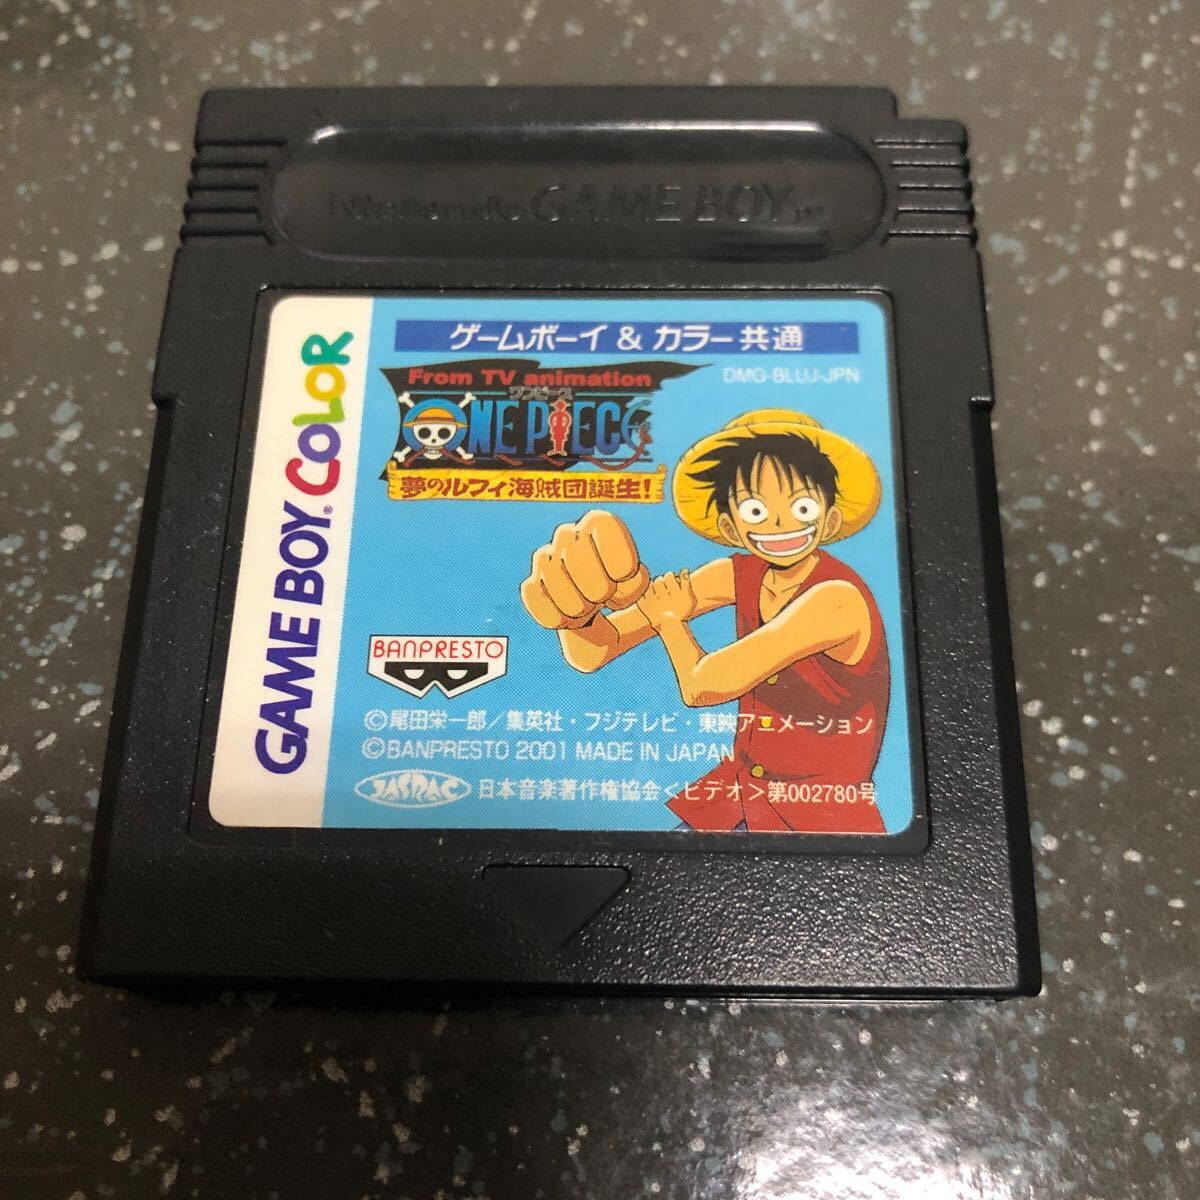 Nintendo GAME BOY TM
ゲームボーイ & カラー共通
DMG-BLUJ-JPN
From TV animation
ワンピース
ONE PIECE
夢のルフィ海賊団誕生!
GAME BOY® COLOR
BANPRESTO
©尾田栄一郎/集英社・フジテレビ・東映アニメーション
©BANPRESTO 2001 MADE IN JAPAN
JASRAC 日本音楽著作権協会<ビデオ>第002780号